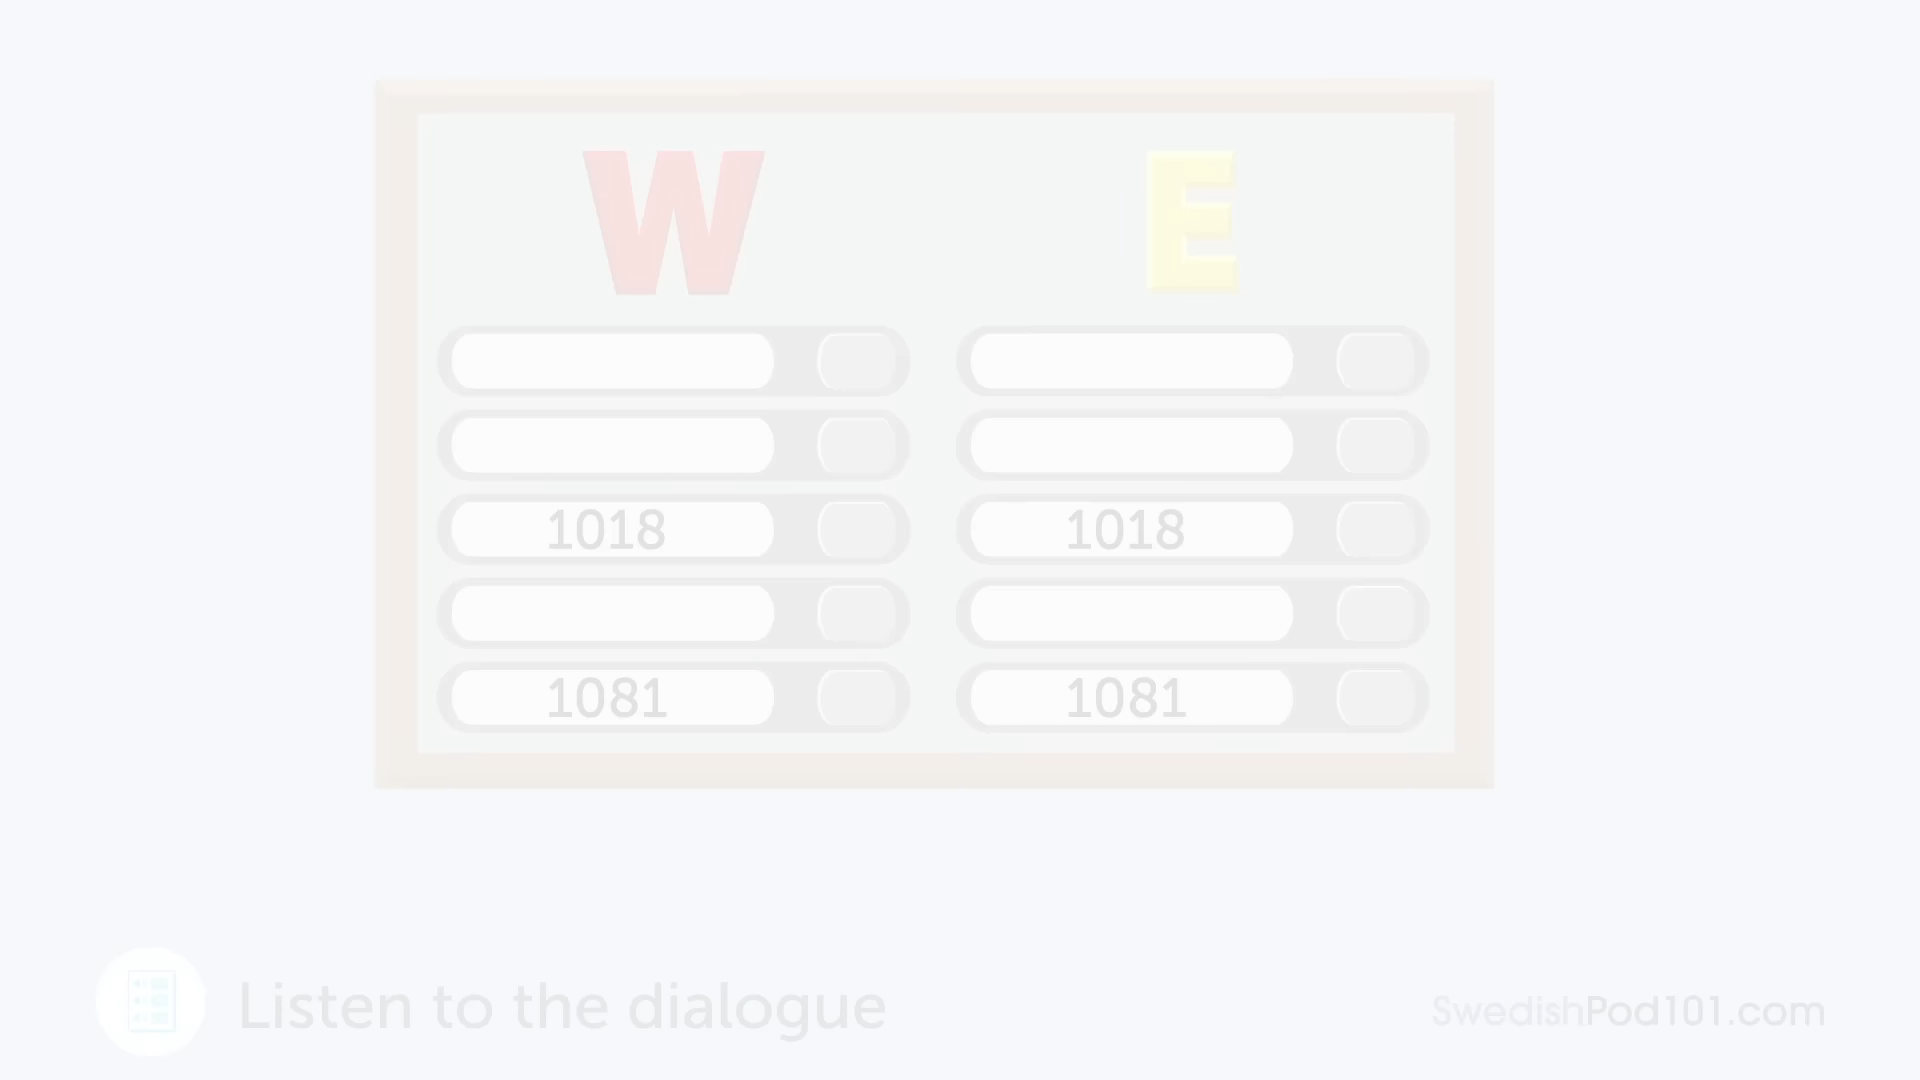 W E
1018 1018
1081 1081
Listen to the dialogue
SwedishPod101.com